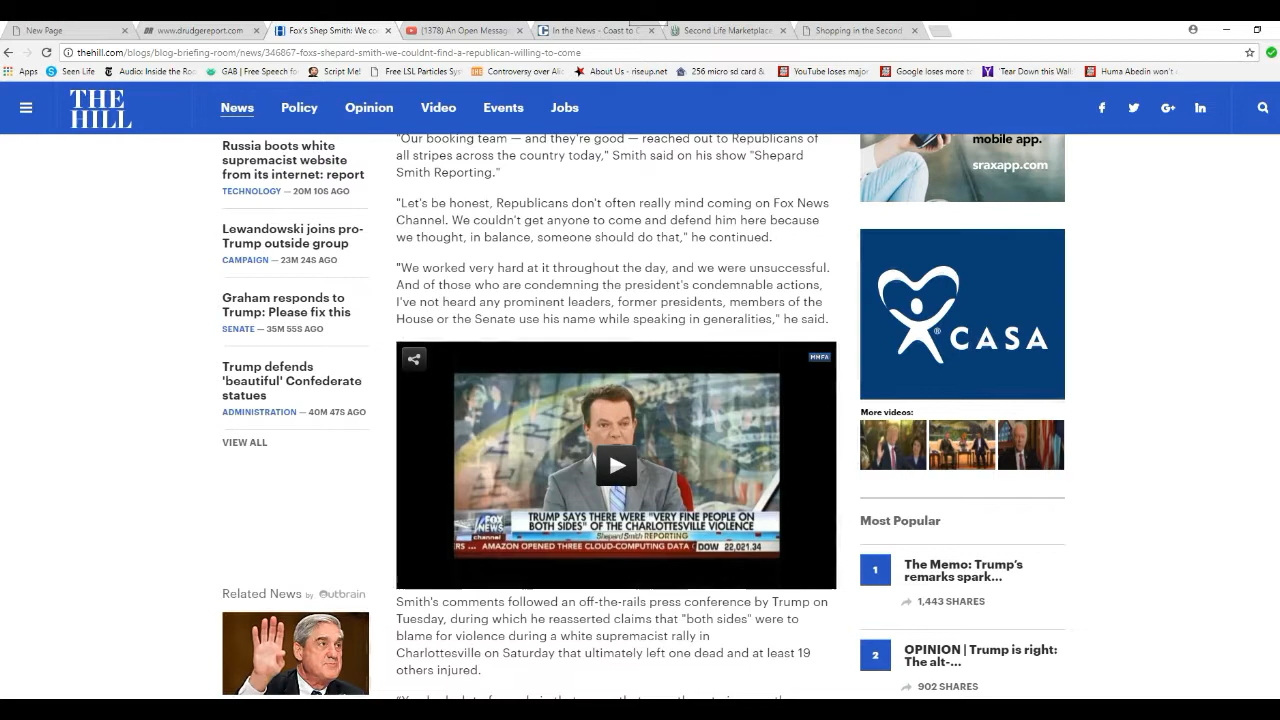 New Page
www.drudgereport.com
Fox's Shep Smith: We co
(1378) An Open Messag
In the News - Coast to C
Second Life Marketplace
Shopping in the Second
thehill.com/blogs/blog-briefing-room/news/346867-foxs-shepard-smith-we-couldnt-find-a-republican-willing-to-come
Apps
Seen Life
Audio: Inside the Ro
GAB | Free Speech fo
Script Me!
Free LSL Particles Sys
Controversy over Ali
About Us - riseup.net
256 micro sd card &
YouTube loses major
Google loses more to
'Tear Down this Wall
Huma Abedin won't
THE HILL
News
Policy
Opinion
Video
Events
Jobs
Russia boots white
supremacist website
from its internet: report
TECHNOLOGY — 20M 10S AGO
Lewandowski joins pro-
Trump outside group
CAMPAIGN — 23M 24S AGO
Graham responds to
Trump: Please fix this
SENATE — 35M 55S AGO
Trump defends
'beautiful' Confederate
statues
ADMINISTRATION — 40M 47S AGO
VIEW ALL
Related News by Outbrain
"Our booking team — and they're good — reached out to Republicans of
all stripes across the country today," Smith said on his show "Shepard
Smith Reporting."
"Let's be honest, Republicans don't often really mind coming on Fox News
Channel. We couldn't get anyone to come and defend him here because
we thought, in balance, someone should do that," he continued.
"We worked very hard at it throughout the day, and we were unsuccessful.
And of those who are condemning the president's condemnable actions,
I've not heard any prominent leaders, former presidents, members of the
House or the Senate use his name while speaking in generalities," he said.
MMFA
FOX NEWS channel
TRUMP SAYS THERE WERE "VERY FINE PEOPLE ON
BOTH SIDES" OF THE CHARLOTTESVILLE VIOLENCE
Shepard Smith REPORTING
RS ... AMAZON OPENED THREE CLOUD-COMPUTING DATA
DOW 22,021.34
Smith's comments followed an off-the-rails press conference by Trump on
Tuesday, during which he reasserted claims that "both sides" were to
blame for violence during a white supremacist rally in
Charlottesville on Saturday that ultimately left one dead and at least 19
others injured.
mobile app.
sraxapp.com
CASA
More videos:
Most Popular
1
The Memo: Trump's
remarks spark...
1,443 SHARES
2
OPINION | Trump is right:
The alt-...
902 SHARES